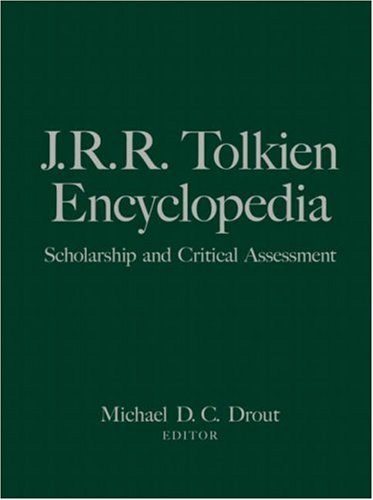 J.R.R. Tolkien
Encyclopedia
Scholarship and Critical Assessment
Michael D. C. Drout
EDITOR